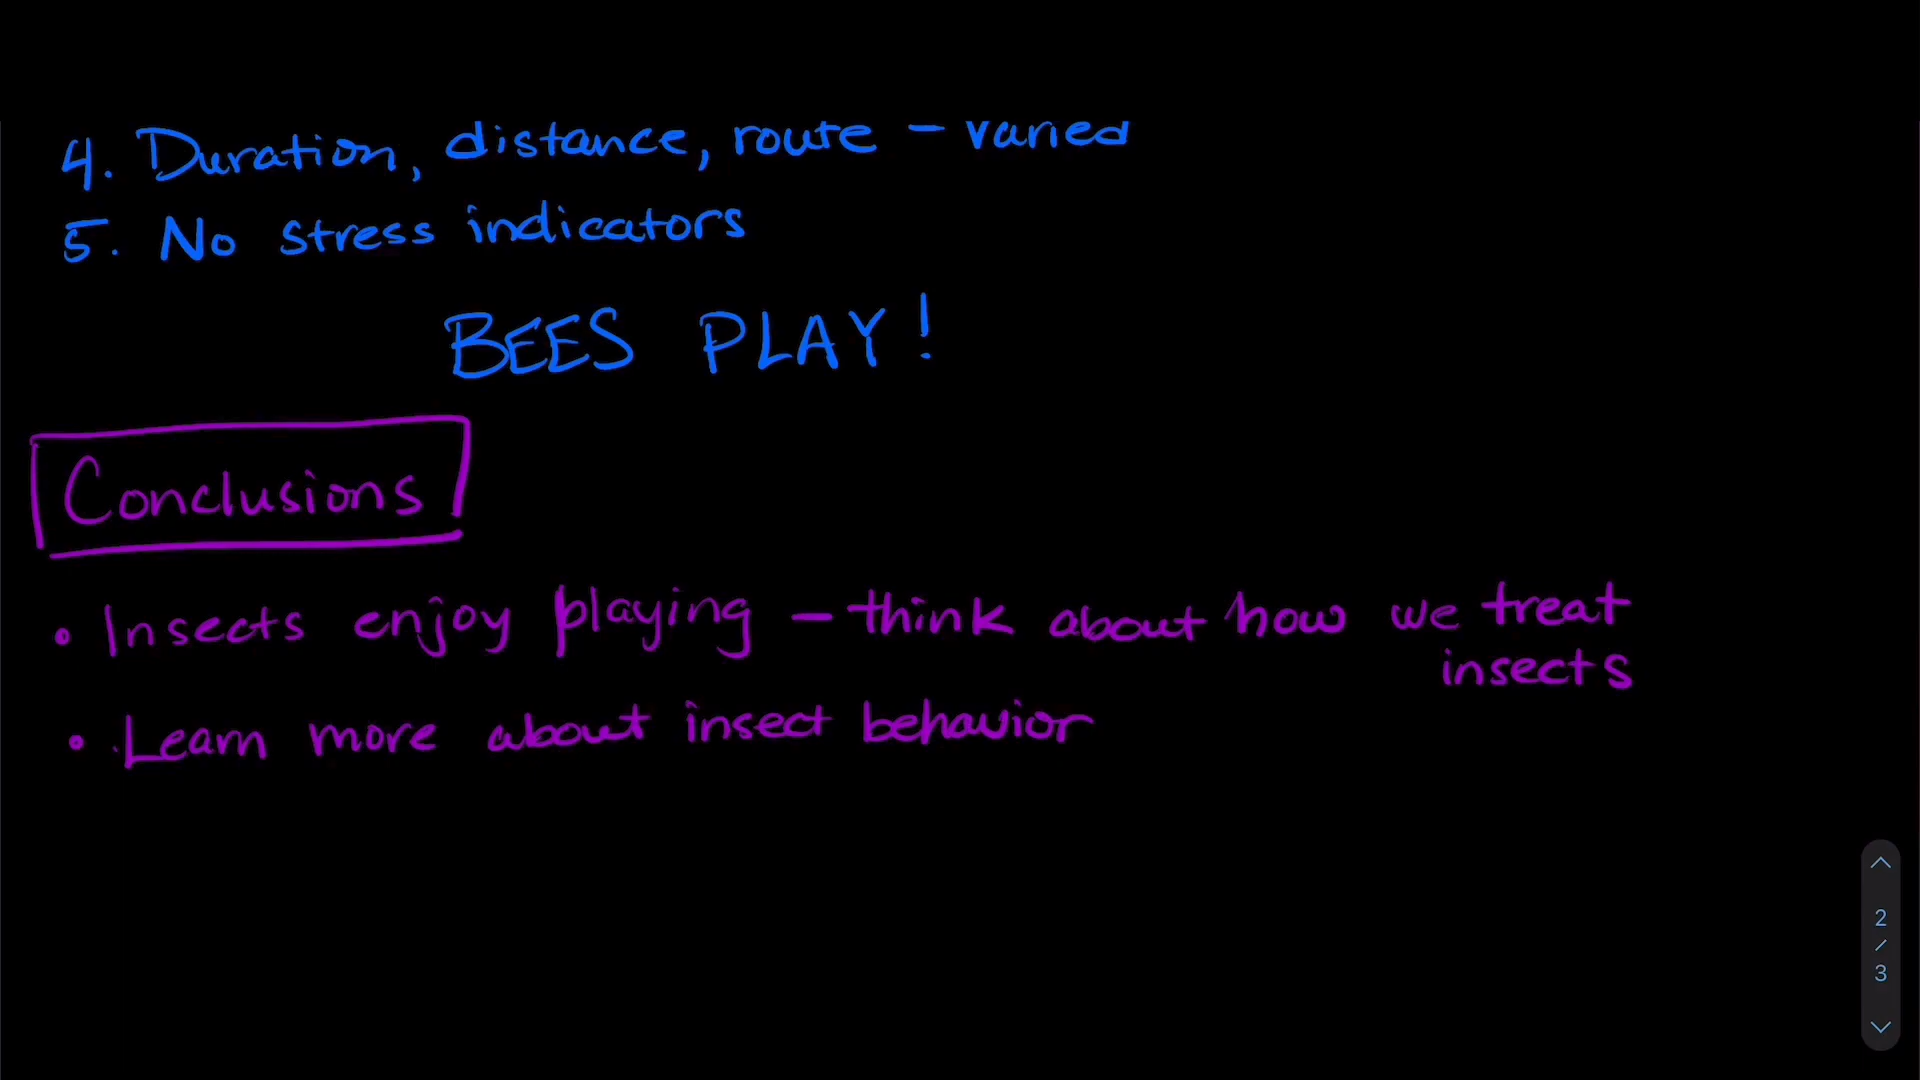 4. Duration, distance, route - varied
5. No stress indicators
BEES PLAY!
Conclusions
• Insects enjoy playing - think about how we treat
insects
• Learn more about insect behavior
2
/
3